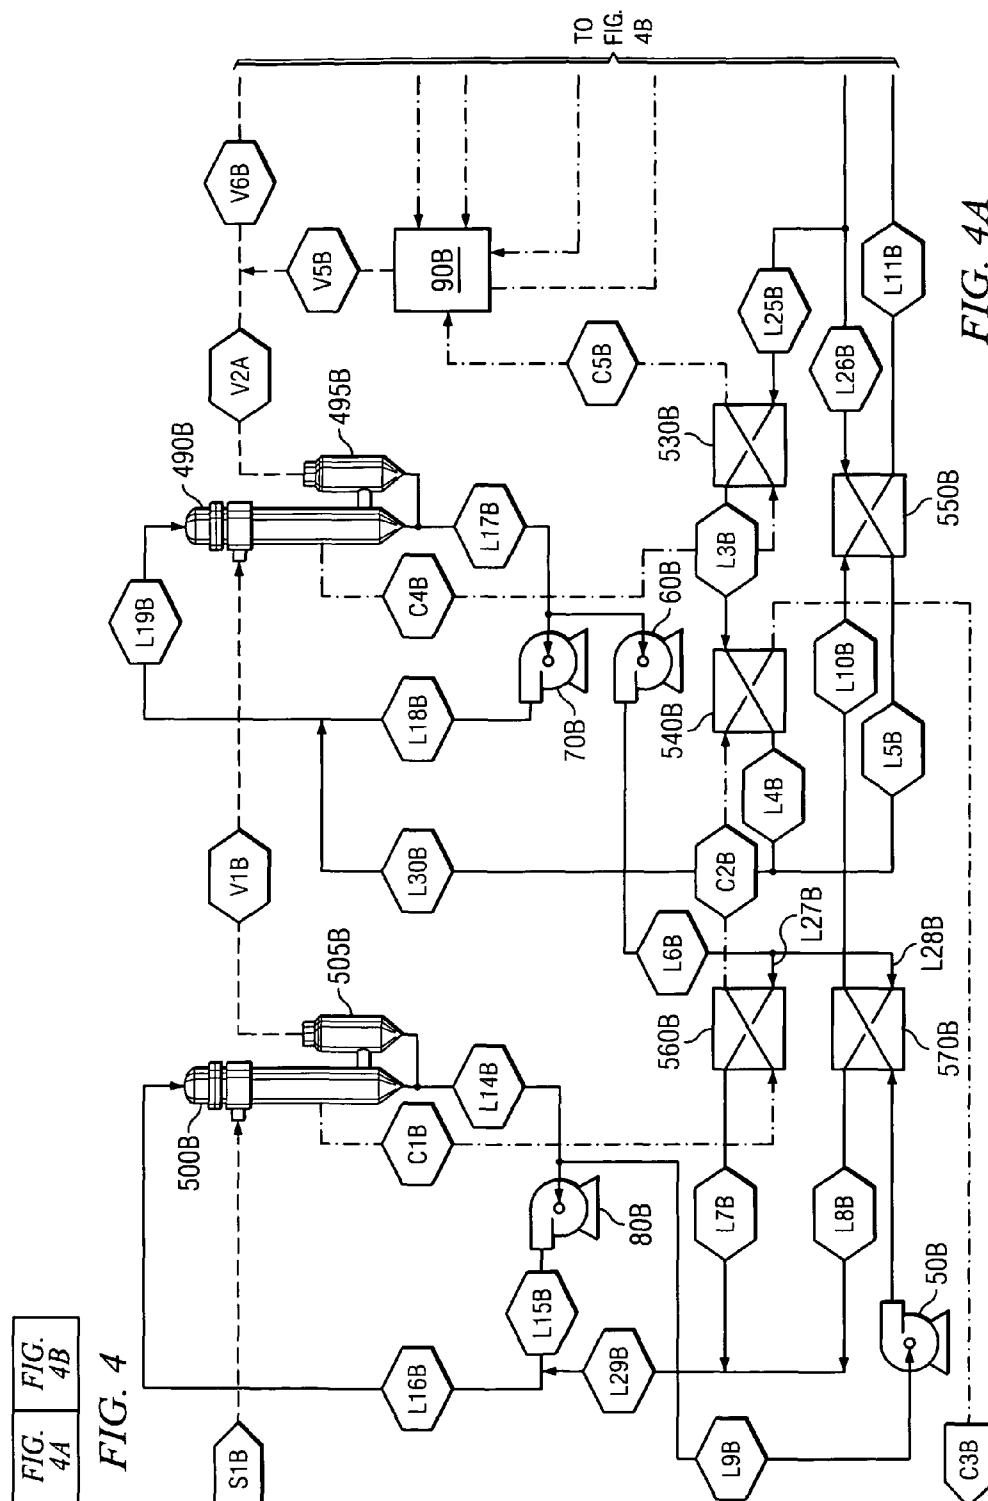 FIG. 4A
FIG. 4B
FIG. 4
TO
FIG.
4B
V6B
V5B
V2A
90B
490B
495B
L19B
L17B
C4B
C5B
L25B
L26B
L11B
530B
550B
L3B
60B
540B
L10B
70B
L18B
V1B
L30B
C2B
L4B
L5B
L6B
L27B
L28B
505B
500B
560B
570B
L14B
C1B
80B
L7B
L8B
50B
L15B
L16B
L29B
S1B
L9B
C3B
FIG. 4A